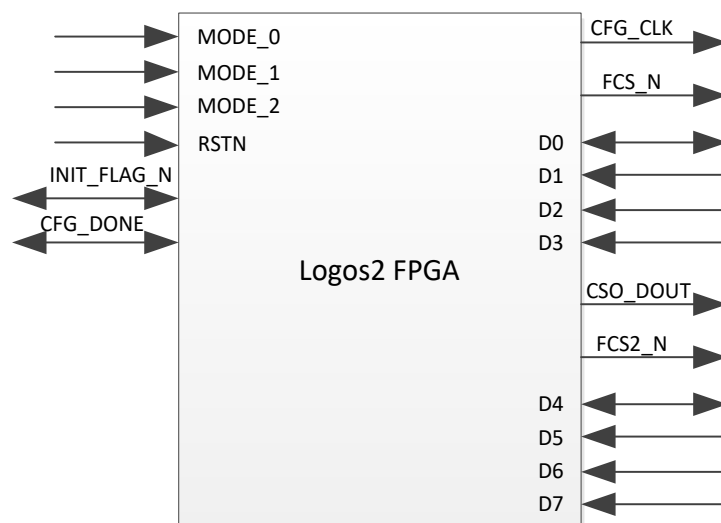 MODE_0
MODE_1
MODE_2
RSTN
INIT_FLAG_N
CFG_DONE
Logos2 FPGA
CFG_CLK
FCS_N
D0
D1
D2
D3
CSO_DOUT
FCS2_N
D4
D5
D6
D7